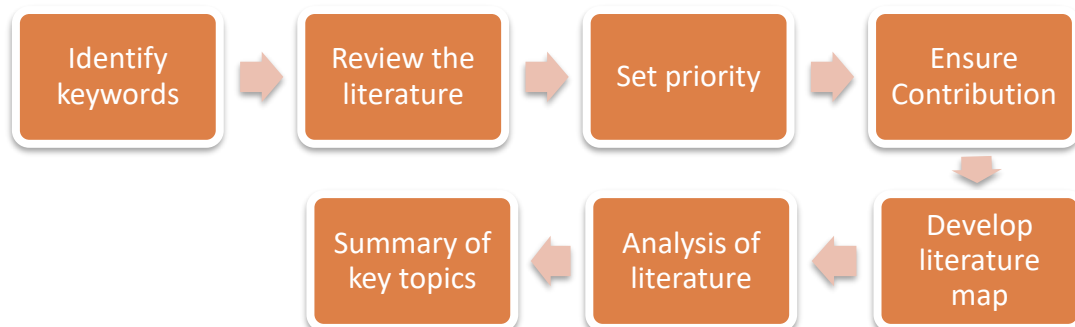 Identify
keywords
Review the
literature
Set priority
Ensure
Contribution
Develop
literature
map
Analysis of
literature
Summary of
key topics